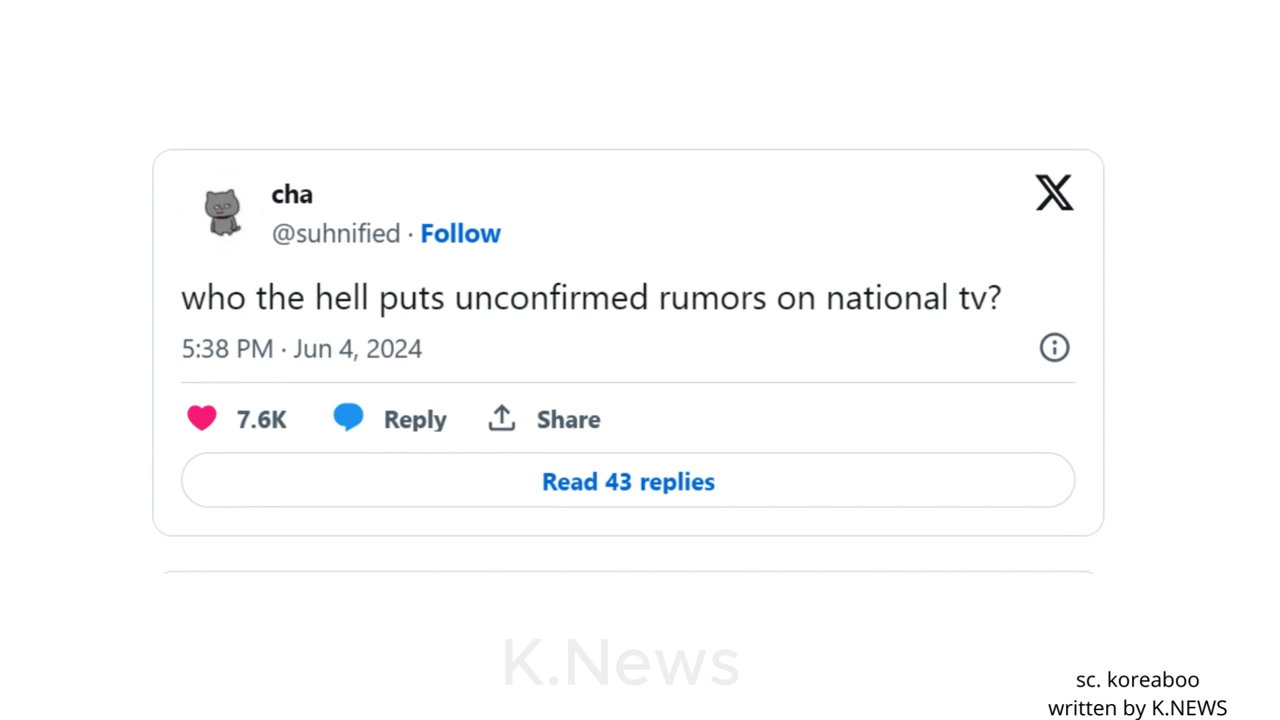 cha
@suhnified · Follow
who the hell puts unconfirmed rumors on national tv?
5:38 PM · Jun 4, 2024
7.6K Reply Share
Read 43 replies
K.News
sc. koreaboo
written by K.NEWS